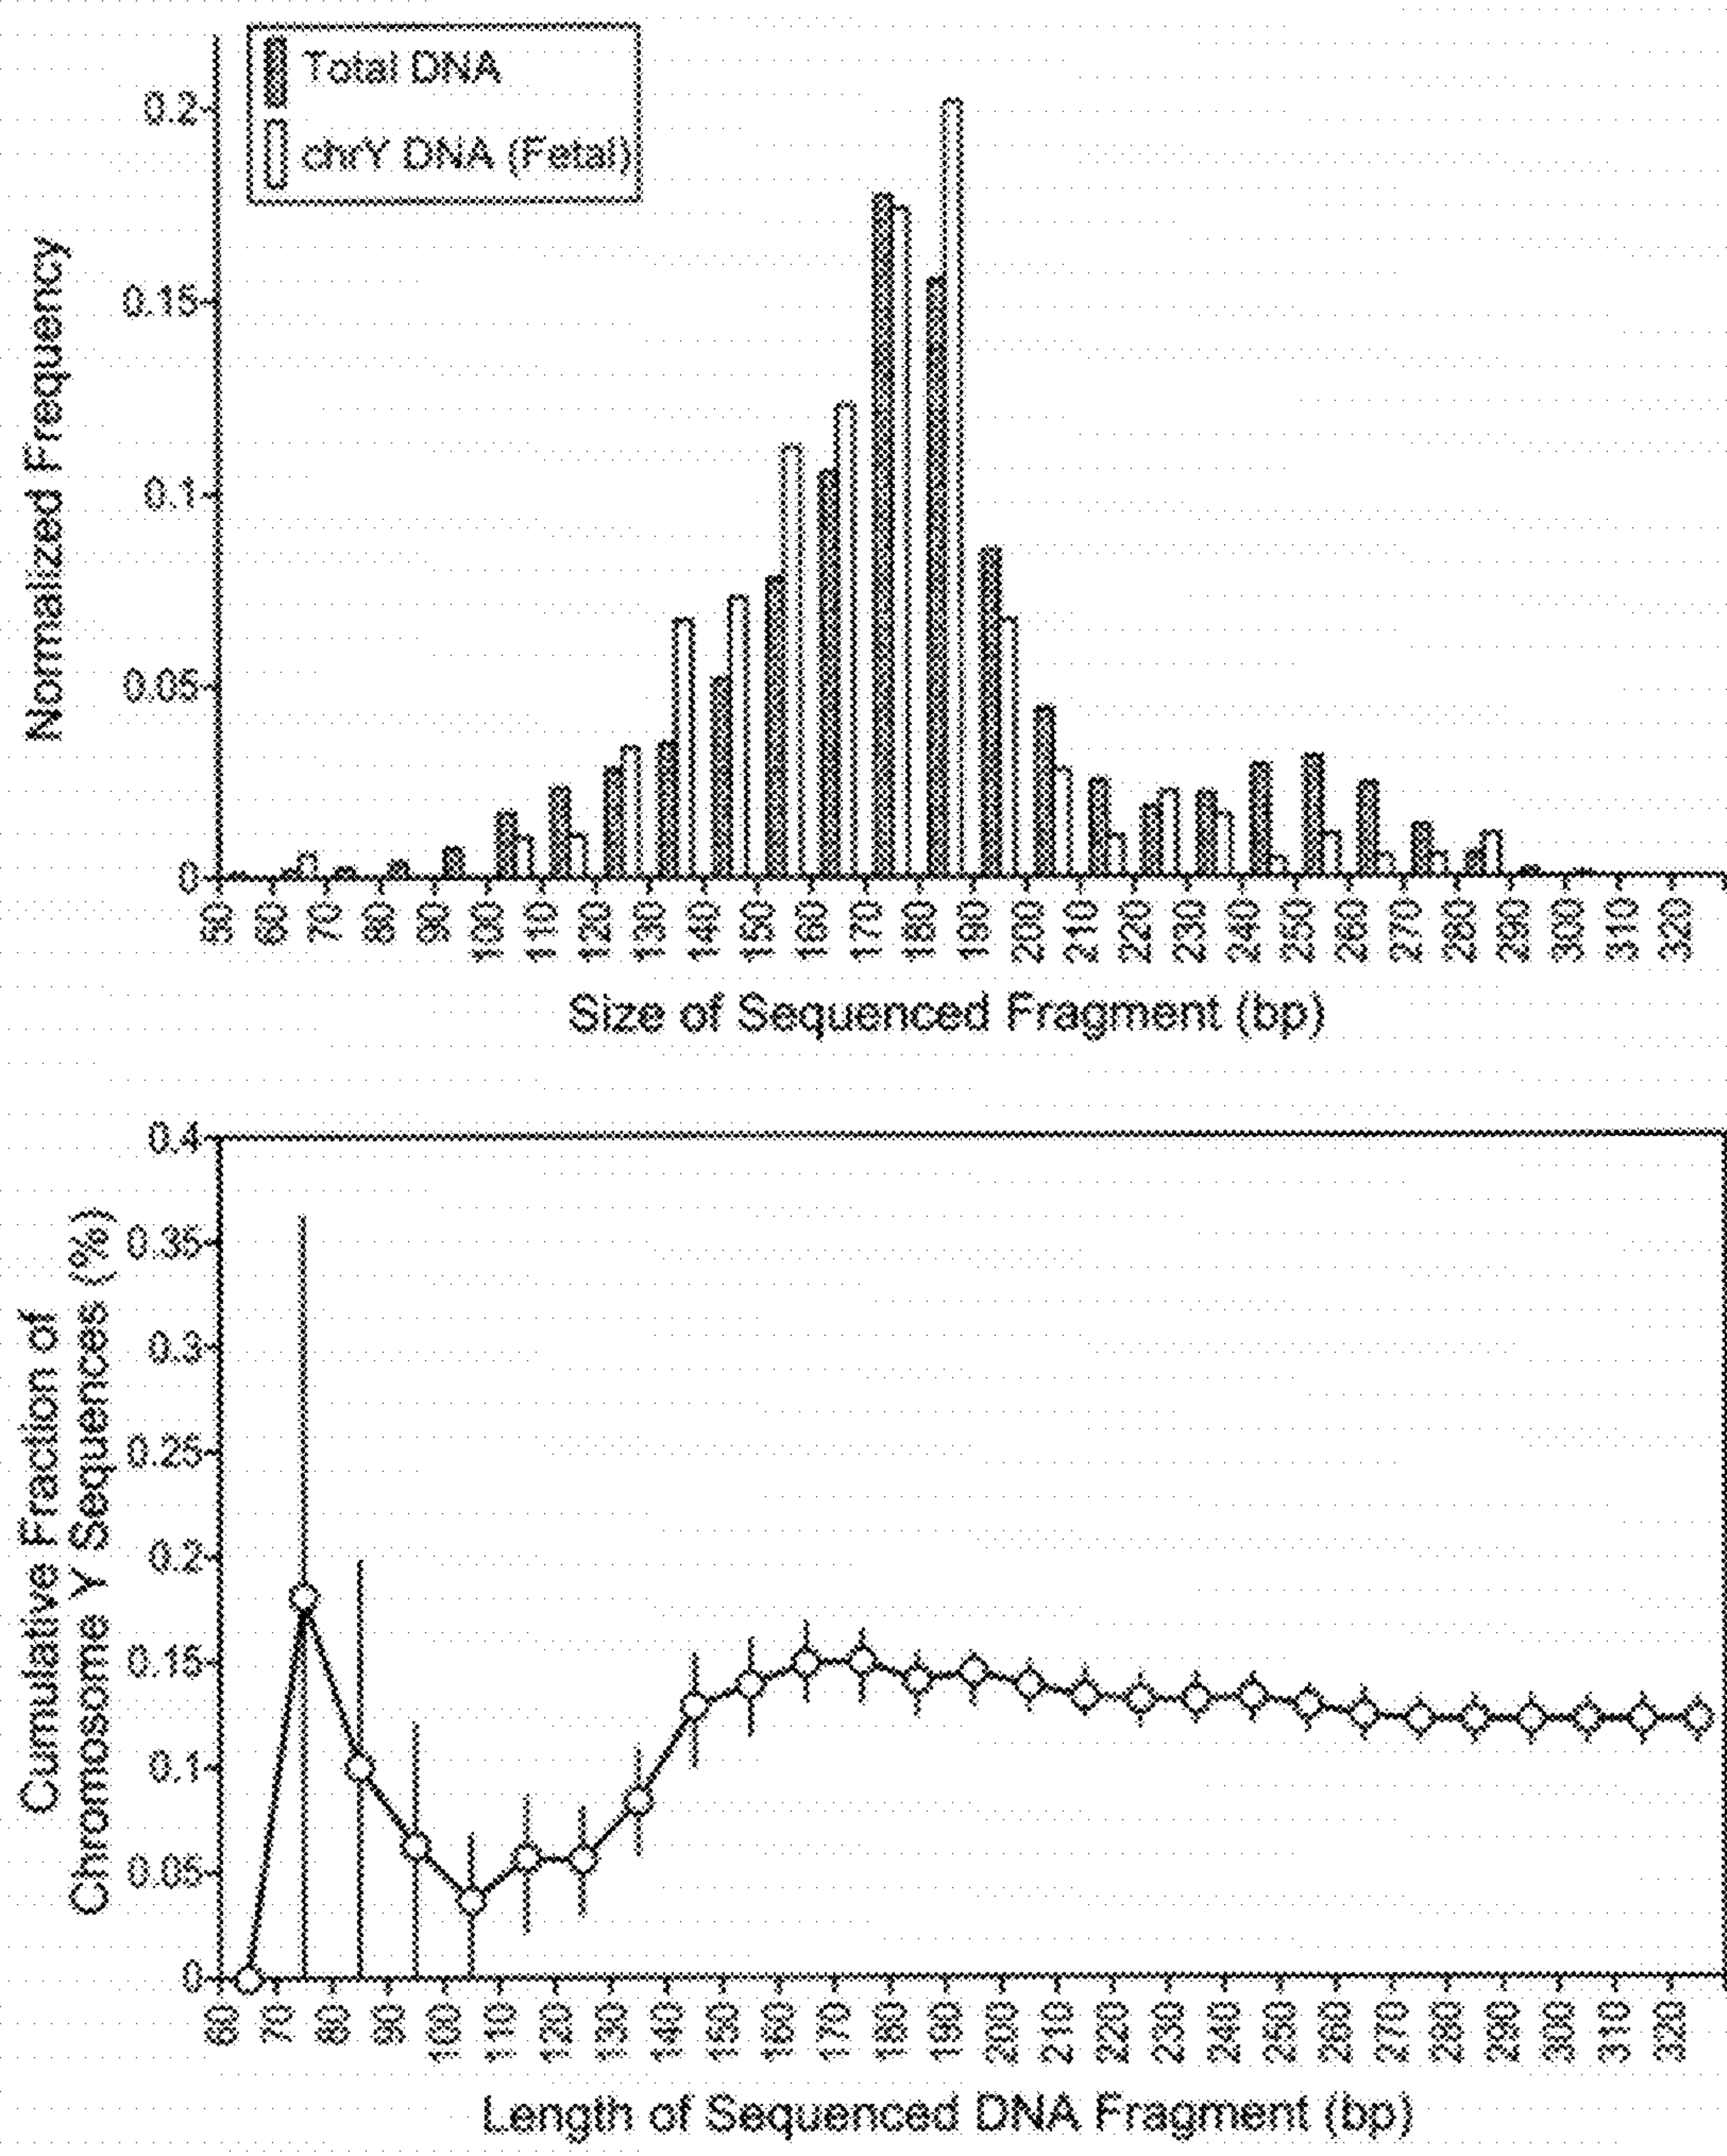 Total DNA
chrY DNA (Fetal)
Normalized Frequency
0.2
0.15
0.1
0.05
0
50 60 70 80 90 100 110 120 130 140 150 160 170 180 190 200 210 220 230 240 250 260 270 280 290 300 310 320
Size of Sequenced Fragment (bp)
Cumulative Fraction of
Chromosome Y Sequences (%)
0.4
0.35
0.3
0.25
0.2
0.15
0.1
0.05
0
60 70 80 90 100 110 120 130 140 150 160 170 180 190 200 210 220 230 240 250 260 270 280 290 300 310 320
Length of Sequenced DNA Fragment (bp)